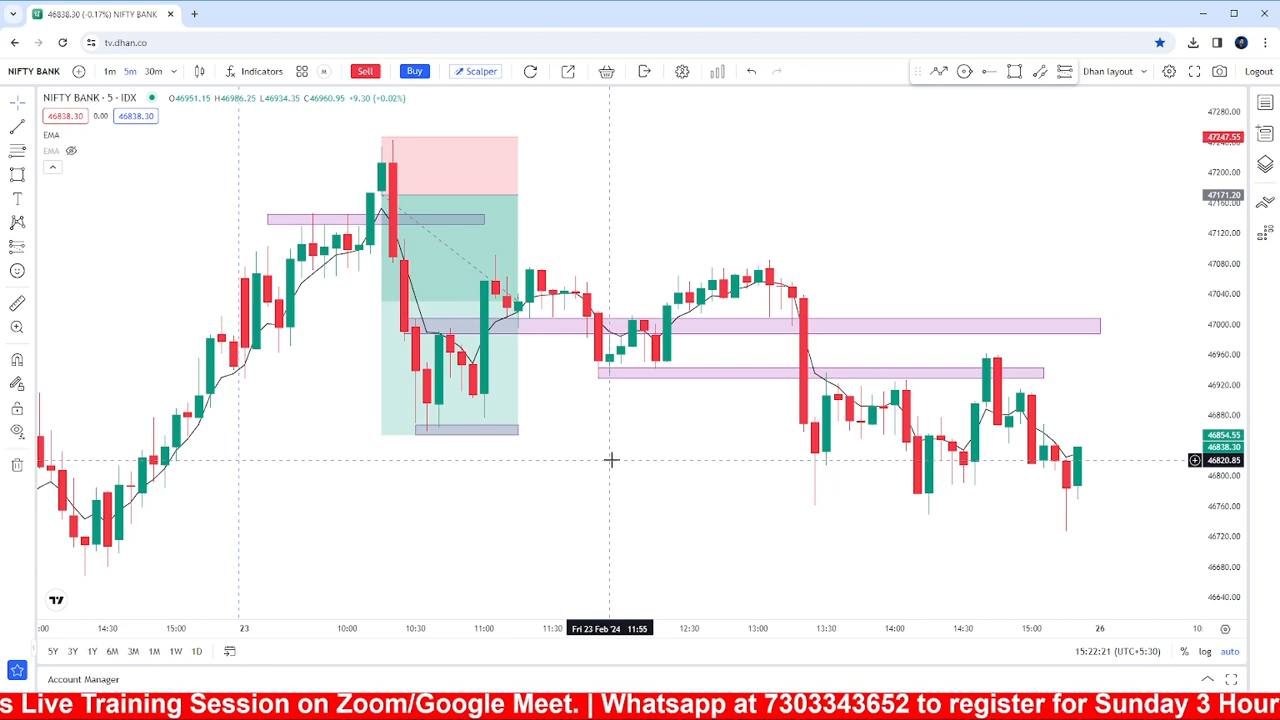 46838.30 (-0.17%) NIFTY BANK
tv.dhan.co
NIFTY BANK 1m 5m 30m Indicators M Sell Buy Scalper Dhan layout Logout
NIFTY BANK · 5 · IDX O46951.15 H46986.25 L46934.35 C46960.95 +9.30 (+0.02%)
46838.30 0.00 46838.30
EMA
EMA
47280.00
47247.55
47200.00
47171.20
47160.00
47120.00
47080.00
47040.00
47000.00
46960.00
46920.00
46880.00
46854.55
46838.30
46820.85
46800.00
46760.00
46720.00
46680.00
46640.00
:00 14:30 15:00 23 10:00 10:30 11:00 11:30 Fri 23 Feb '24 11:55 12:30 13:00 13:30 14:00 14:30 15:00 26 10:
5Y 3Y 1Y 6M 3M 1M 1W 1D 15:22:21 (UTC+5:30) % log auto
Account Manager
s Live Training Session on Zoom/Google Meet. | Whatsapp at 7303343652 to register for Sunday 3 Hour